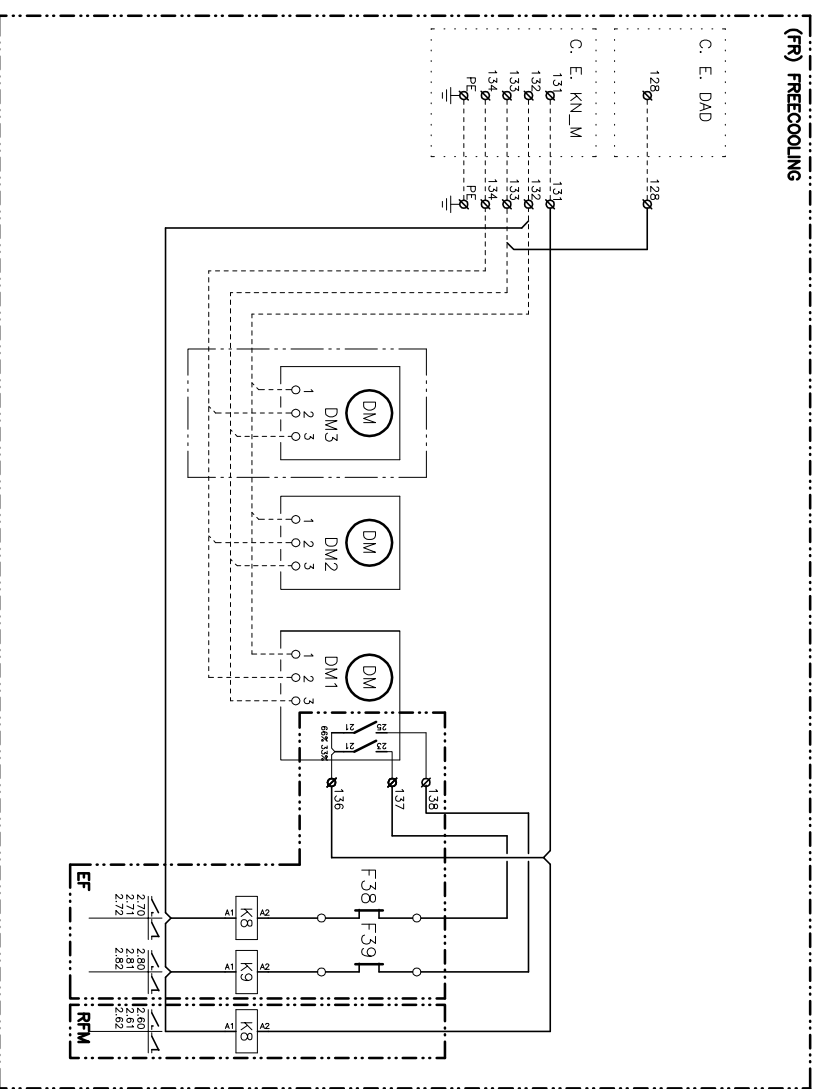 (FR) FREECOOLING
C. E. DAD
128
128
C. E. KN_M
131
132
133
134
PE
131
132
133
134
PE
DM
DM3
1
2
3
DM
DM2
1
2
3
DM
DM1
1
2
3
25
21
23
21
66% 33%
138
137
136
EF
F38
F39
A1 K8 A2
A1 K9 A2
2.70
2.71
2.72
2.80
2.81
2.82
RFM
A1 K8 A2
2.60
2.61
2.62